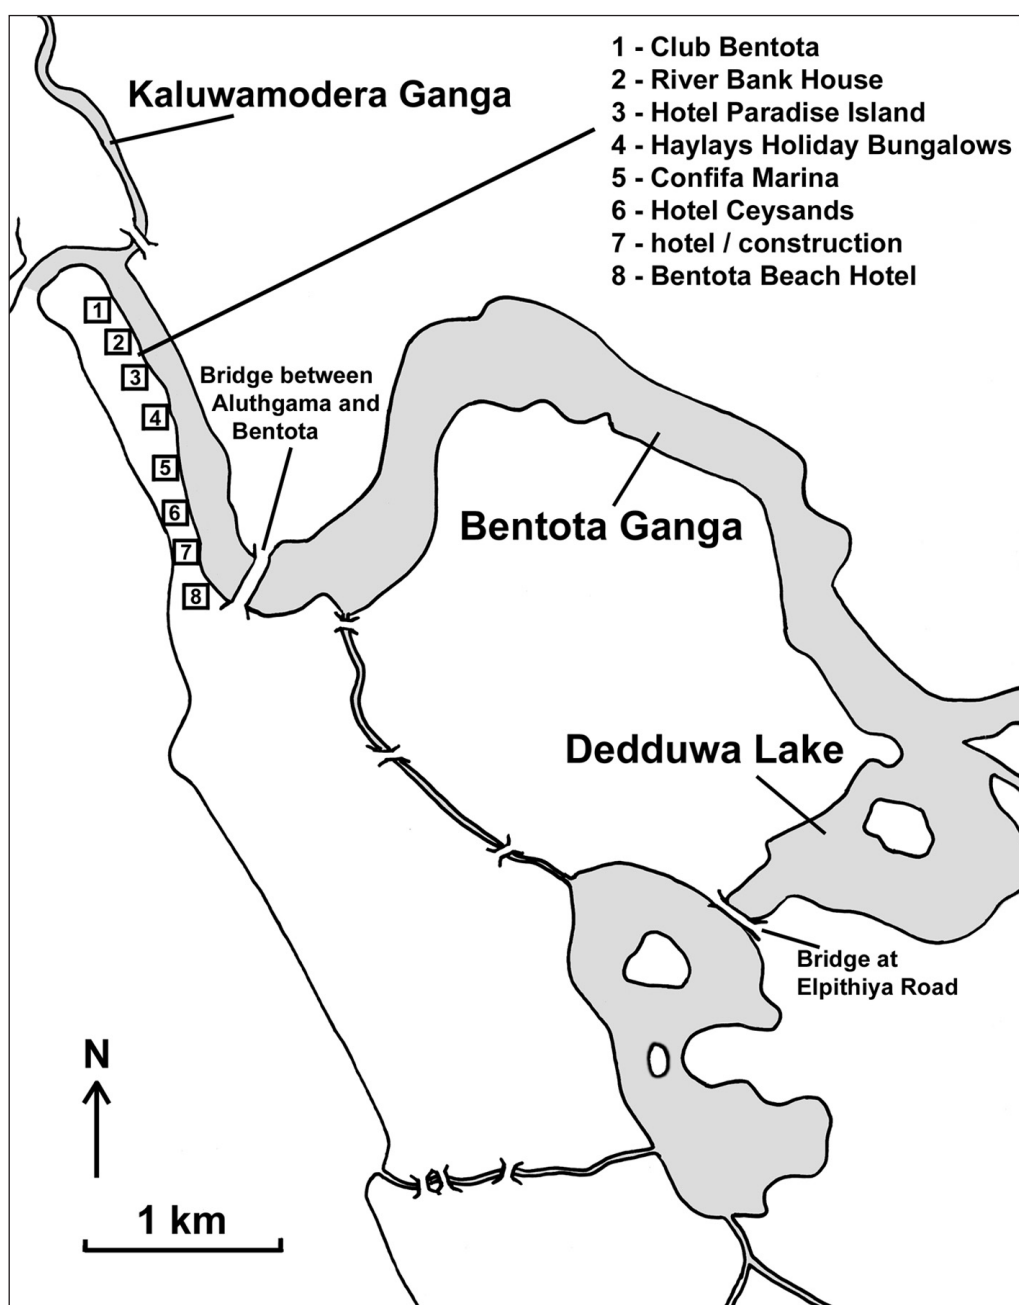 Kaluwamodera Ganga
1 - Club Bentota
2 - River Bank House
3 - Hotel Paradise Island
4 - Haylays Holiday Bungalows
5 - Confifa Marina
6 - Hotel Ceysands
7 - hotel / construction
8 - Bentota Beach Hotel
1
2
3
4
5
6
7
8
Bridge between
Aluthgama and
Bentota
Bentota Ganga
Dedduwa Lake
Bridge at
Elpithiya Road
N
1 km